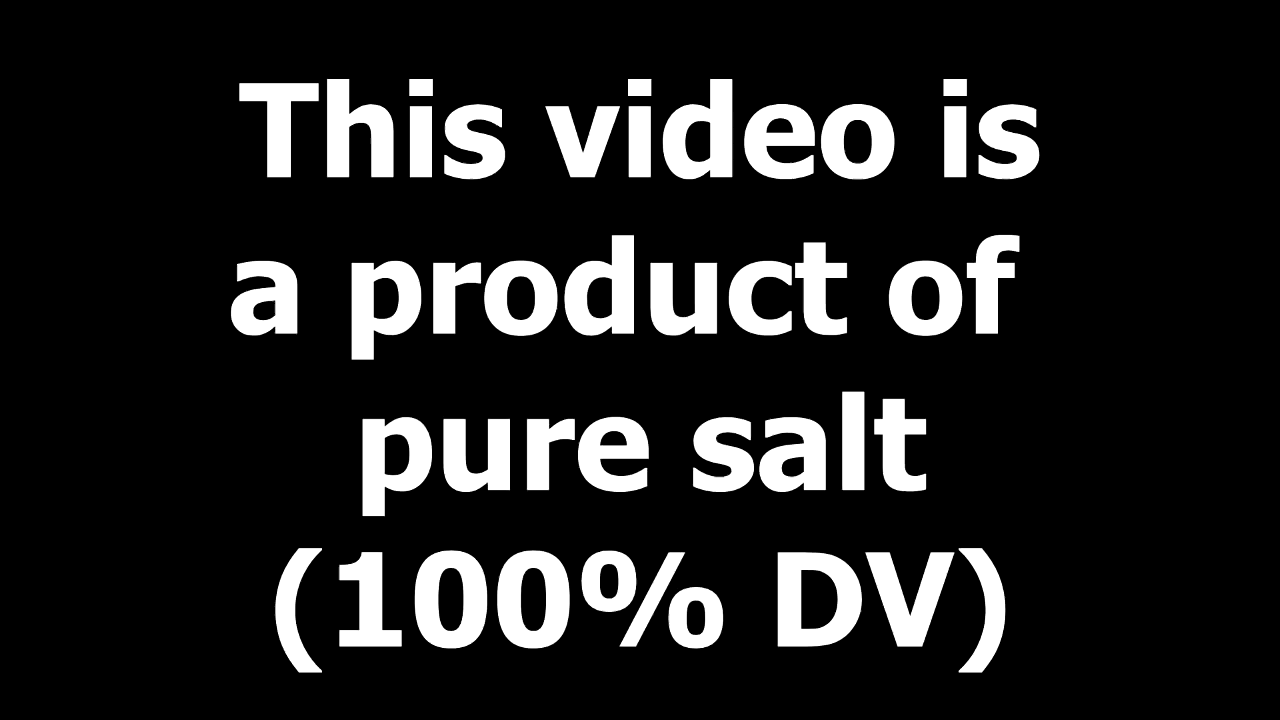 This video is
a product of
pure salt
(100% DV)